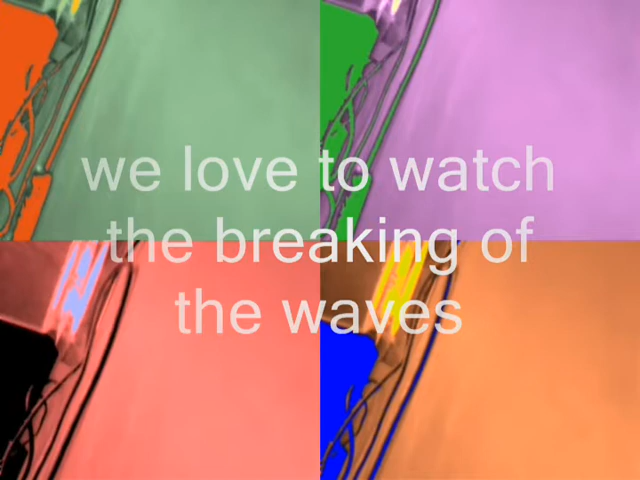 we love to watch
the breaking of
the waves